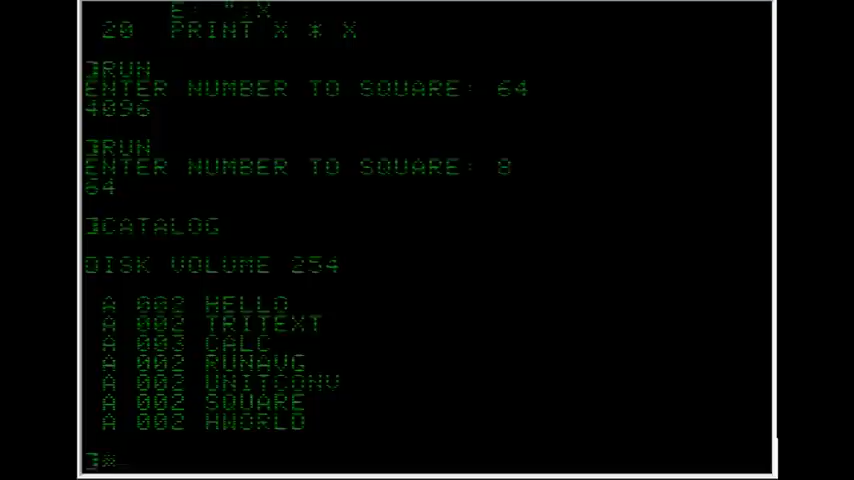 E: ";X
20 PRINT X * X
]RUN
ENTER NUMBER TO SQUARE: 64
4096
]RUN
ENTER NUMBER TO SQUARE: 8
64
]CATALOG
DISK VOLUME 254
A 002 HELLO
A 002 TRITEXT
A 003 CALC
A 002 RUNAVG
A 002 UNITCONV
A 002 SQUARE
A 002 HWORLD
]